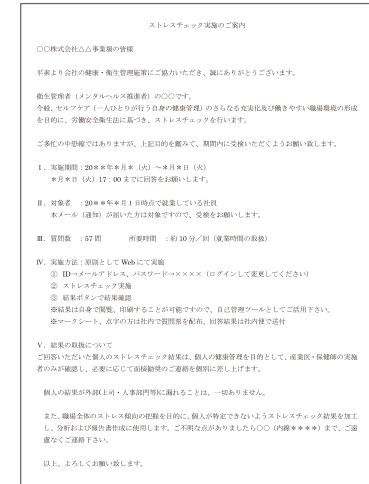 ストレスチェック実施のご案内
○○株式会社△△事業場の皆様
平素より会社の健康・衛生管理施策にご協力いただき、誠にありがとうございます。
衛生管理者（メンタルヘルス推進者）の○○です。
今般、セルフケア（一人ひとりが行う自身の健康管理）のさらなる充実化及び働きやすい職場環境の形成
を目的に、労働安全衛生法に基づき、ストレスチェックを行います。
ご多忙の中恐縮ではありますが、上記目的を鑑みて、期間内に受検いただくようお願い致します。
Ⅰ．実施期間：20＊＊年＊月＊（火）～＊月＊日（火）
＊月＊日（火）17：00 までに回答をお願いします。
Ⅱ．対象者　：20＊＊年＊月1日時点で就業している社員
本メール（通知）が届いた方は対象ですので、受検をお願いします。
Ⅲ．質問数　：57 問　　所要時間　：約 10 分／回（就業時間の取扱）
Ⅳ．実施方法：原則として Web にて実施
① ID→メールアドレス、パスワード→××××（ログインして変更してください）
② ストレスチェック実施
③ 結果ボタンで結果確認
※結果は自身で閲覧、印刷することが可能ですので、自己管理ツールとしてご活用下さい。
※マークシート、点字の方は社内で質問票を配布、回答結果は社内便で送付
Ⅴ．結果の取扱について
ご回答いただいた個人のストレスチェック結果は、個人の健康管理を目的として、産業医・保健師の実施
者のみが確認し、必要に応じて面接勧奨のご連絡を個別に差し上げます。
個人の結果が外部(上司・人事部門等)に漏れることは、一切ありません。
また、職場全体のストレス傾向の把握を目的に、個人が特定できないようストレスチェック結果を加工
し、分析および報告書作成に使用します。ご不明な点がありましたら○○（内線＊＊＊＊）まで、ご遠
慮なくご連絡下さい。
以上、よろしくお願い致します。